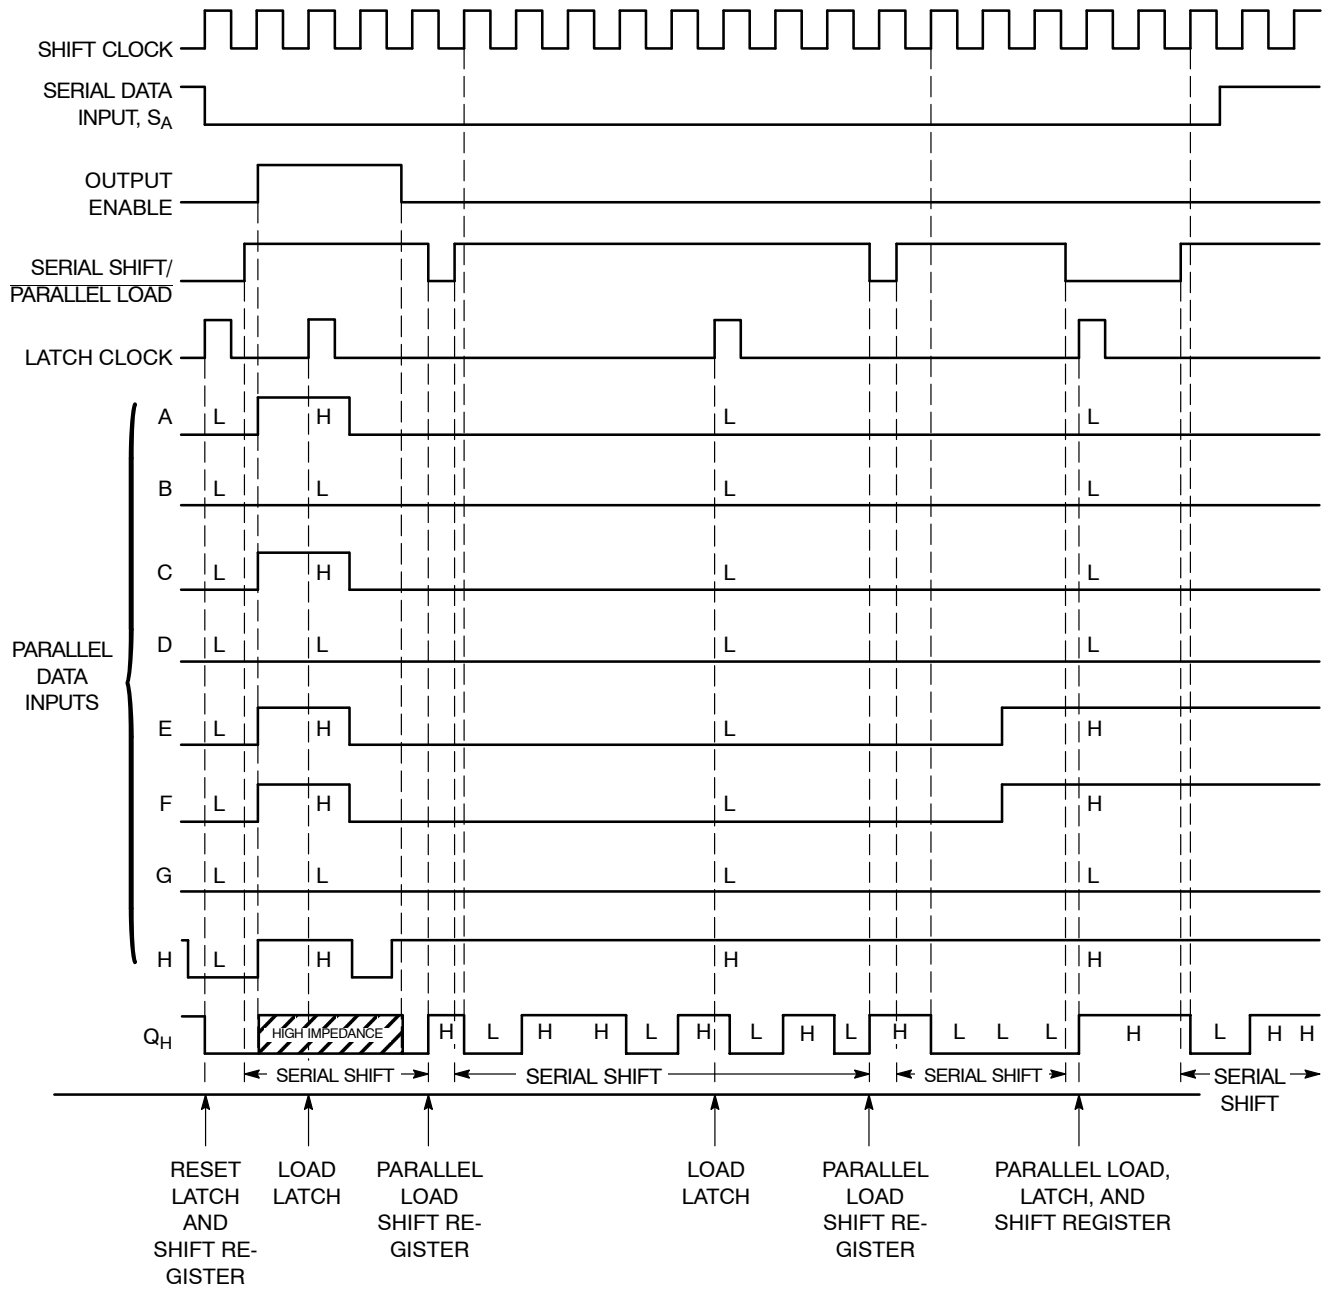 SHIFT CLOCK
SERIAL DATA
INPUT, SA
OUTPUT
ENABLE
SERIAL SHIFT/
PARALLEL LOAD
LATCH CLOCK
A L H L L
B L L L L
C L H L L
D L L L L
PARALLEL
DATA
INPUTS
E L H L H
F L H L H
G L L L L
H L H H H
QH HIGH IMPEDANCE H L H H L H L H L H L L L H L H H
SERIAL SHIFT SERIAL SHIFT SERIAL SHIFT SERIAL
SHIFT
RESET
LATCH
AND
SHIFT RE-
GISTER
LOAD
LATCH
PARALLEL
LOAD
SHIFT RE-
GISTER
LOAD
LATCH
PARALLEL
LOAD
SHIFT RE-
GISTER
PARALLEL LOAD,
LATCH, AND
SHIFT REGISTER